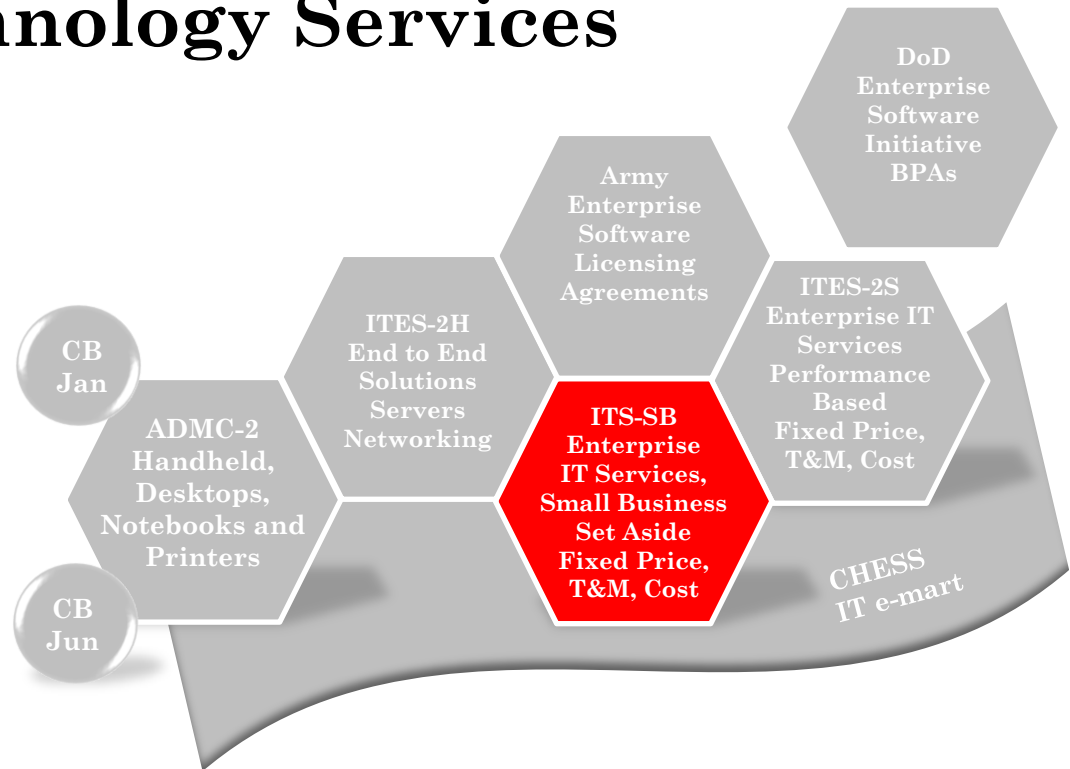 Technology Services
DoD
Enterprise
Software
Initiative
BPAs
Army
Enterprise
Software
Licensing
Agreements
ITES-2S
Enterprise IT
Services
Performance
Based
Fixed Price,
T&M, Cost
ITES-2H
End to End
Solutions
Servers
Networking
CB
Jan
ADMC-2
Handheld,
Desktops,
Notebooks and
Printers
ITS-SB
Enterprise
IT Services,
Small Business
Set Aside
Fixed Price,
T&M, Cost
CHESS
IT e-mart
CB
Jun